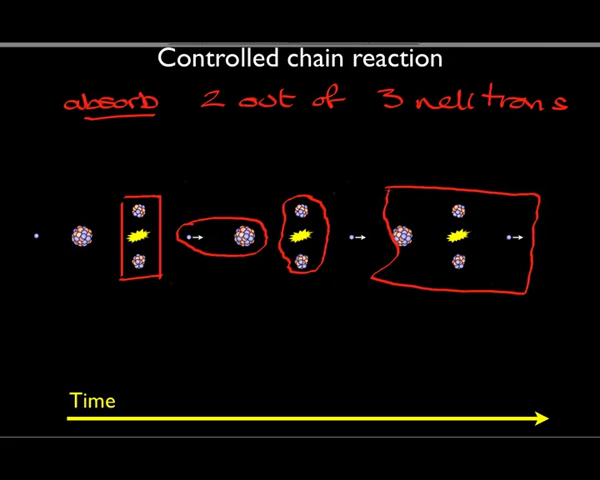 Controlled chain reaction
absorb 2 out of 3 neutrons
Time